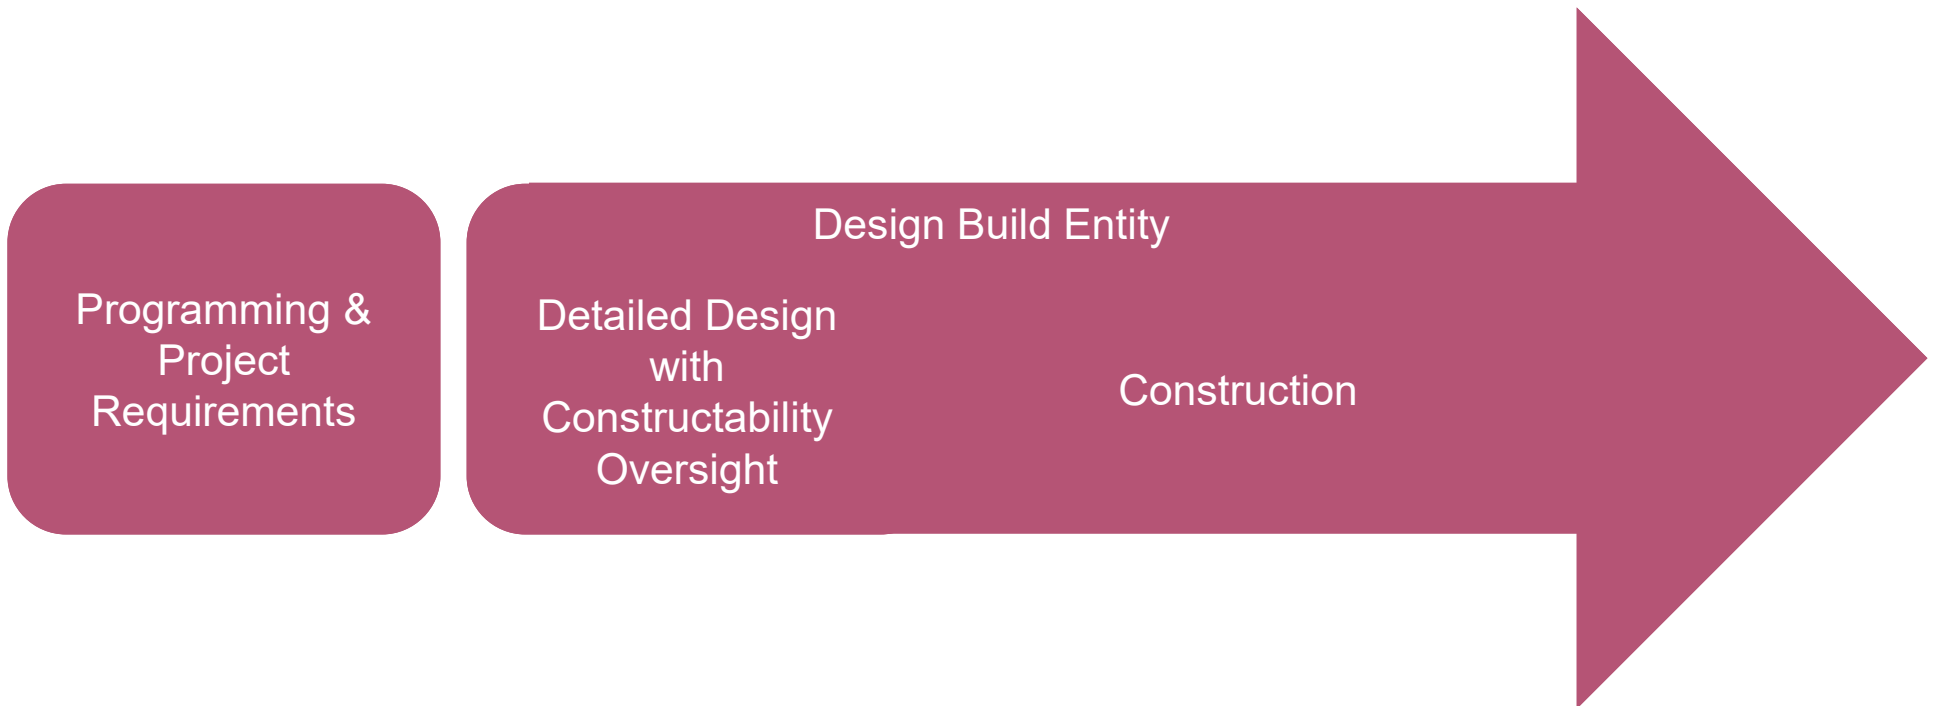 Programming &
Project
Requirements
Design Build Entity
Detailed Design
with
Constructability
Oversight
Construction